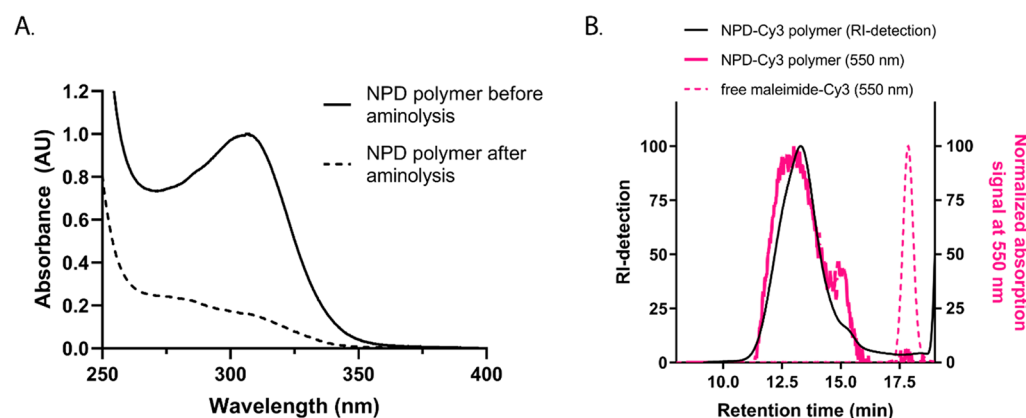 A.
NPD polymer before
aminolysis
NPD polymer after
aminolysis
1.2
1.0
0.8
0.6
0.4
0.2
0.0
Absorbance (AU)
250
300
350
400
Wavelength (nm)
B.
NPD-Cy3 polymer (RI-detection)
NPD-Cy3 polymer (550 nm)
free maleimide-Cy3 (550 nm)
100
75
50
25
0
RI-detection
100
75
50
25
0
Normalized absorption
signal at 550 nm
10.0
12.5
15.0
17.5
Retention time (min)